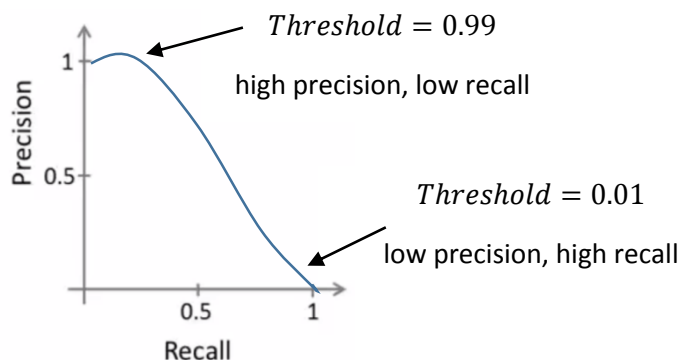 Threshold = 0.99
high precision, low recall
1
Precision
0.5
Threshold = 0.01
low precision, high recall
0.5
1
Recall